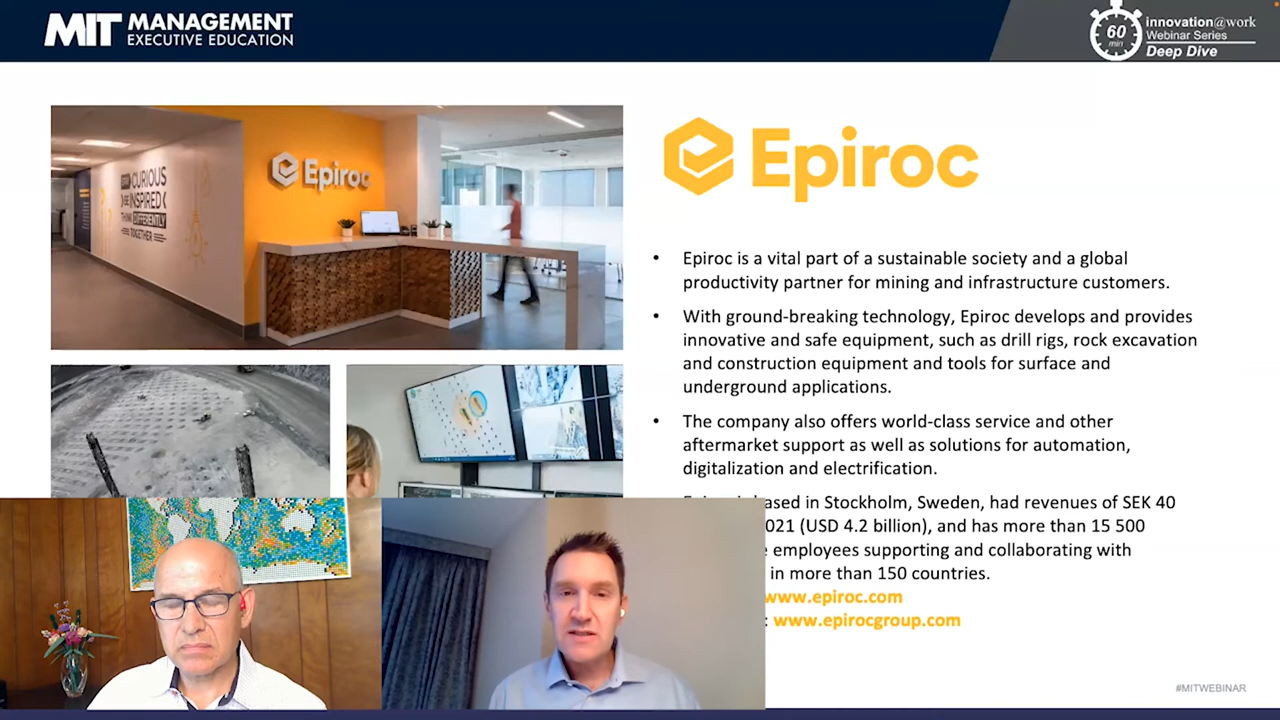 MIT MANAGEMENT
EXECUTIVE EDUCATION
60
min
innovation@work
Webinar Series
Deep Dive
CURIOUS
INSPIRED
THINK DIFFERENTLY
TOGETHER
Epiroc
Epiroc
• Epiroc is a vital part of a sustainable society and a global
productivity partner for mining and infrastructure customers.
• With ground-breaking technology, Epiroc develops and provides
innovative and safe equipment, such as drill rigs, rock excavation
and construction equipment and tools for surface and
underground applications.
• The company also offers world-class service and other
aftermarket support as well as solutions for automation,
digitalization and electrification.
in Stockholm, Sweden, had revenues of SEK 40
(USD 4.2 billion), and has more than 15 500
employees supporting and collaborating with
in more than 150 countries.
www.epiroc.com
: www.epirocgroup.com
#MITWEBINAR